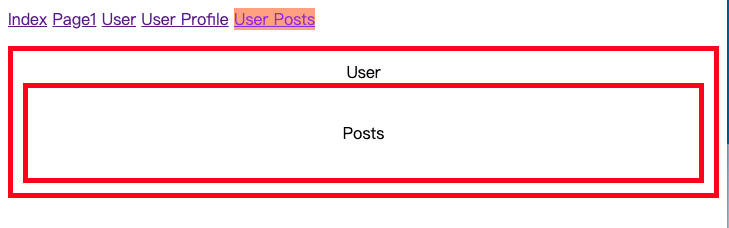 Index Page1 User User Profile User Posts
User
Posts